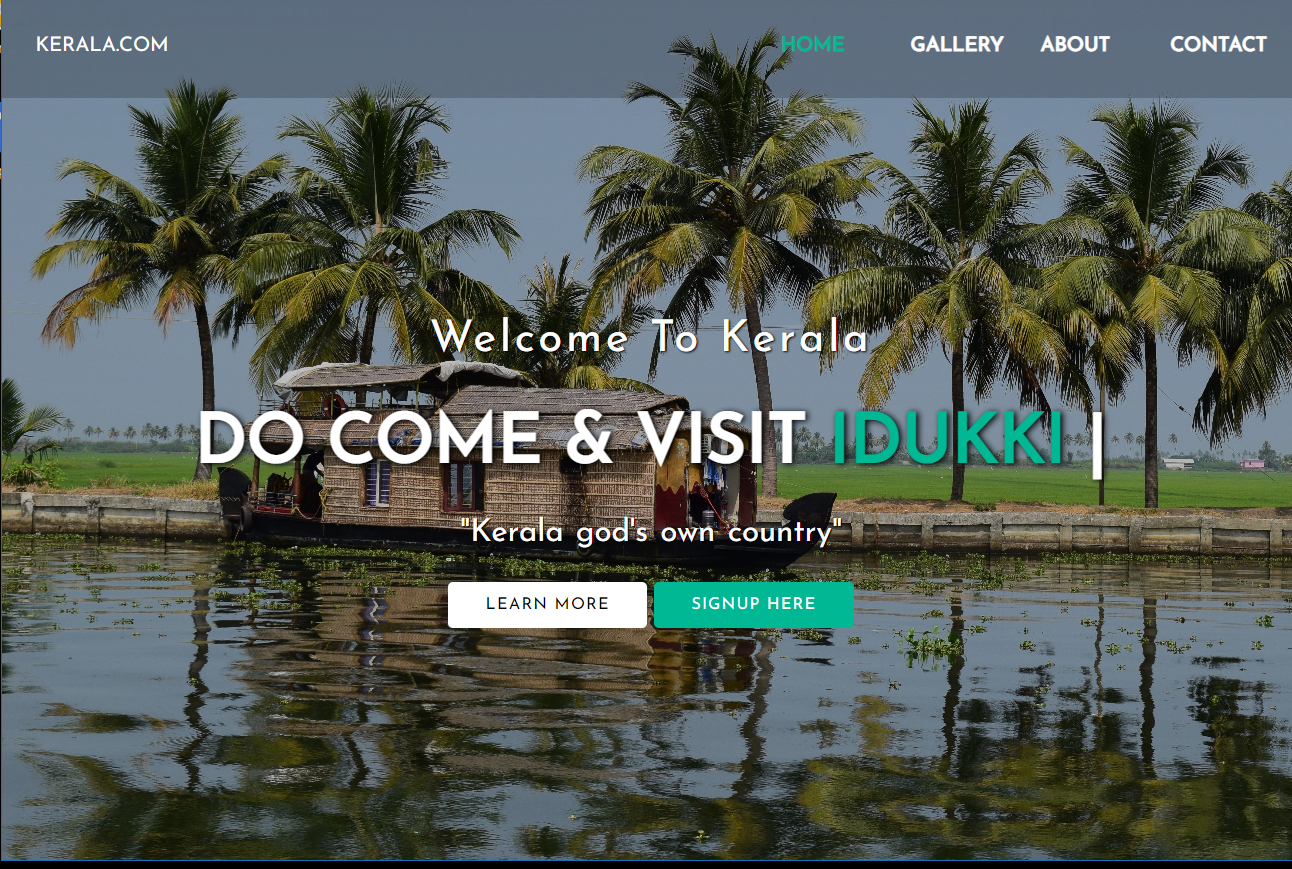 KERALA.COM HOME GALLERY ABOUT CONTACT
Welcome To Kerala
DO COME & VISIT IDUKKI |
"Kerala god's own country"
LEARN MORE SIGNUP HERE